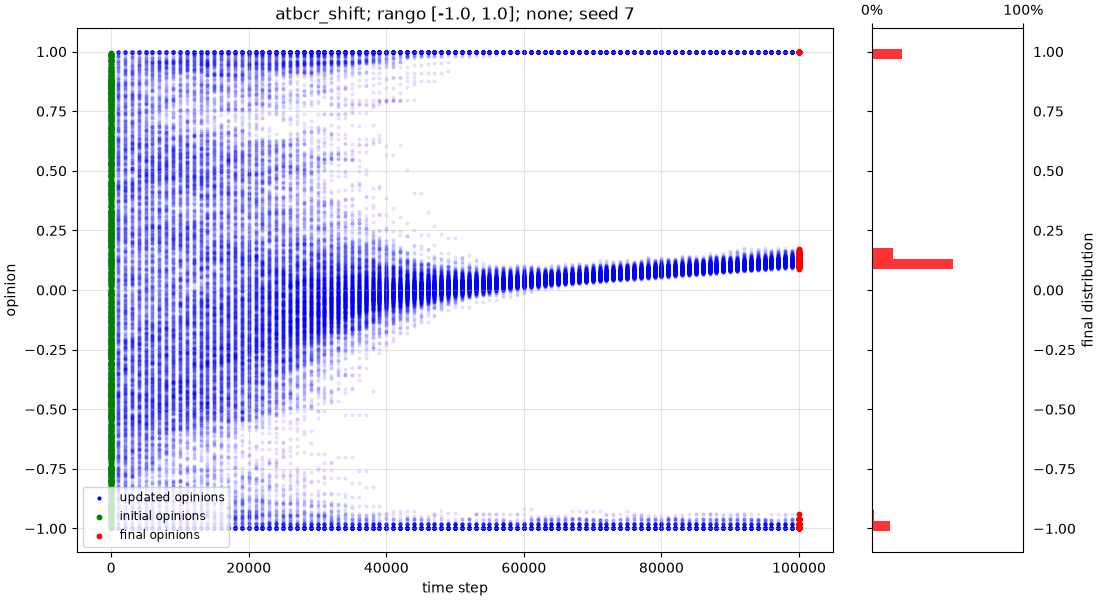 atbcr_shift; rango [-1.0, 1.0]; none; seed 7
0% 100%
1.00 1.00
0.75 0.75
0.50 0.50
0.25 0.25
0.00 0.00
−0.25 −0.25
−0.50 −0.50
−0.75 −0.75
−1.00 −1.00
opinion
final distribution
updated opinions
initial opinions
final opinions
0 20000 40000 60000 80000 100000
time step